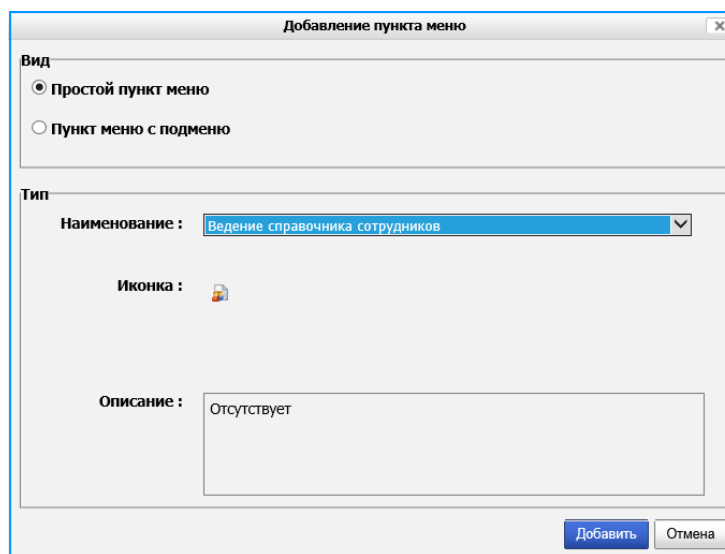 Добавление пункта меню
Вид
Простой пункт меню
Пункт меню с подменю
Тип
Наименование : Ведение справочника сотрудников
Иконка :
Описание : Отсутствует
Добавить Отмена